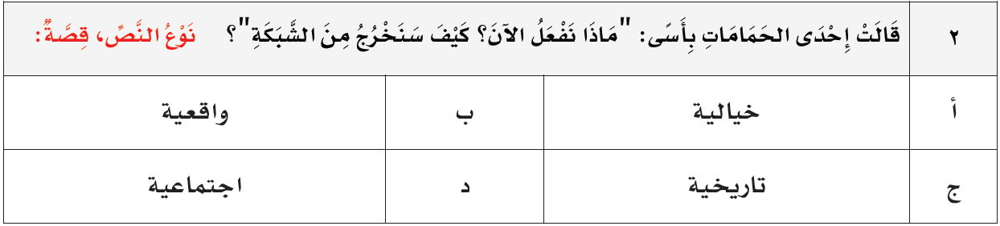 ٢ قَالَتْ إِحْدَى الحَمَامَاتِ بِأَسًى: "مَاذَا نَفْعَلُ الآنَ؟ كَيْفَ سَنَخْرُجُ مِنَ الشَّبَكَةِ"؟ نَوْعُ النَّصِّ، قِصَّةٌ:
أ خيالية ب واقعية
ج تاريخية د اجتماعية